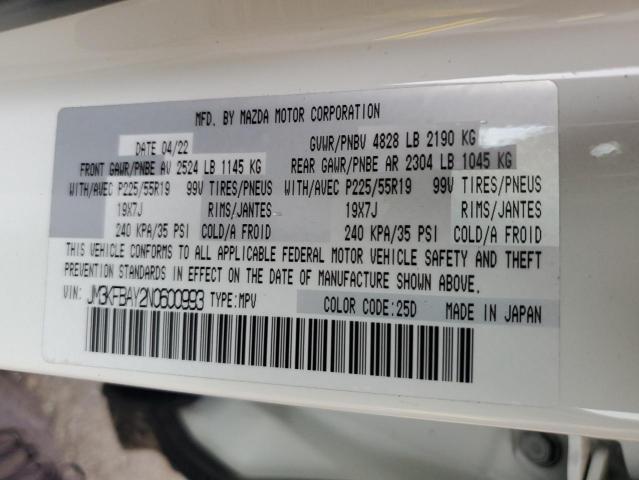 MFD. BY MAZDA MOTOR CORPORATION
DATE 04/22 GVWR/PNBV 4828 LB 2190 KG
FRONT GAWR/PNBE AV 2524 LB 1145 KG REAR GAWR/PNBE AR 2304 LB 1045 KG
WITH/AVEC P225/55R19 99V TIRES/PNEUS WITH/AVEC P225/55R19 99V TIRES/PNEUS
19X7J RIMS/JANTES 19X7J RIMS/JANTES
240 KPA/35 PSI COLD/A FROID 240 KPA/35 PSI COLD/A FROID
THIS VEHICLE CONFORMS TO ALL APPLICABLE FEDERAL MOTOR VEHICLE SAFETY AND THEFT
PREVENTION STANDARDS IN EFFECT ON THE DATE OF MANUFACTURE SHOWN ABOVE.
VIN: JM3KFBAY2N0600993 TYPE:MPV COLOR CODE:25D MADE IN JAPAN